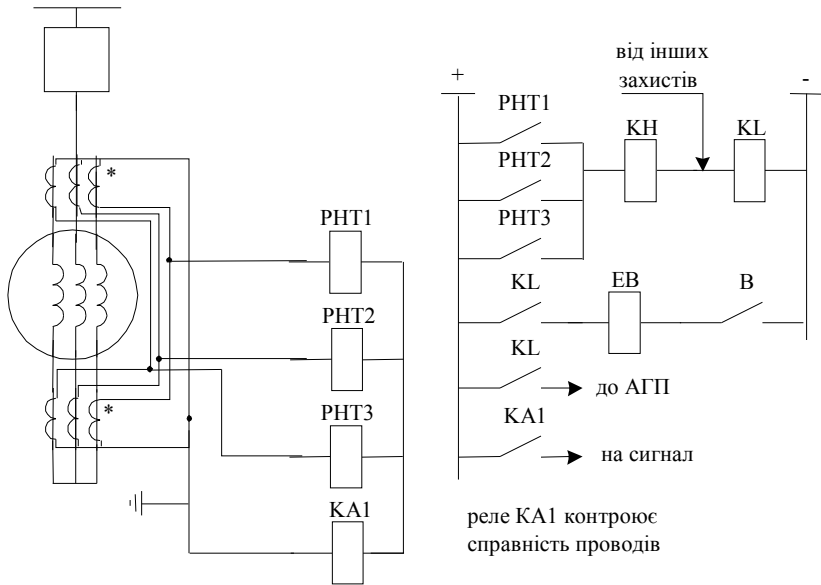 *
*
РНТ1
РНТ2
РНТ3
КА1
від інших
захистів
+
-
РНТ1
РНТ2
РНТ3
KH
KL
KL
ЕВ
В
KL
до АГП
КА1
на сигнал
реле КА1 контроює
справність проводів